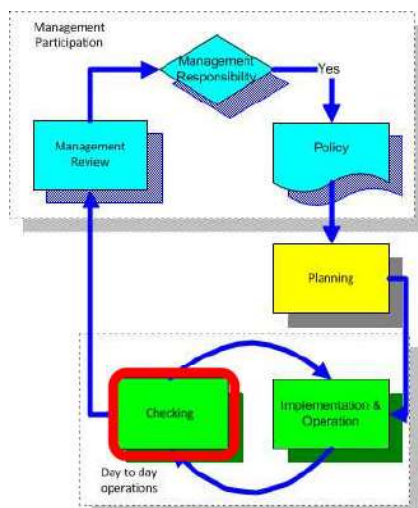 Management
Participation
Management
Responsibility
Yes
Management
Review
Policy
Planning
Checking
Implementation &
Operation
Day to day
operations